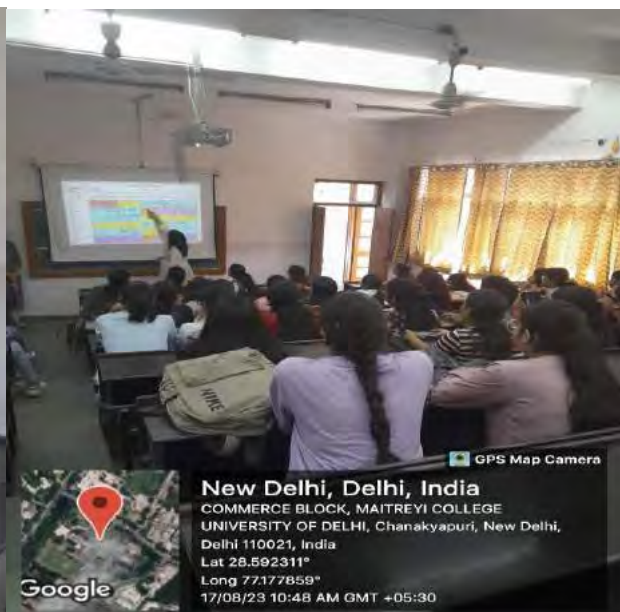 HIKE
GPS Map Camera
New Delhi, Delhi, India
COMMERCE BLOCK, MAITREYI COLLEGE
UNIVERSITY OF DELHI, Chanakyapuri, New Delhi,
Delhi 110021, India
Lat 28.592311°
Long 77.177859°
17/08/23 10:48 AM GMT +05:30
Google